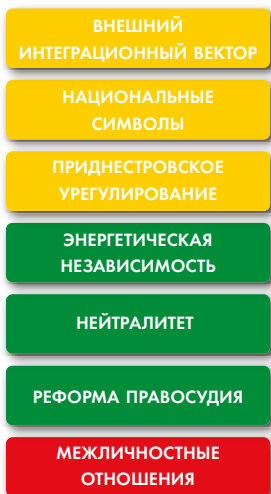 ВНЕШНИЙ
ИНТЕГРАЦИОННЫЙ ВЕКТОР
НАЦИОНАЛЬНЫЕ
СИМВОЛЫ
ПРИДНЕСТРОВСКОЕ
УРЕГУЛИРОВАНИЕ
ЭНЕРГЕТИЧЕСКАЯ
НЕЗАВИСИМОСТЬ
НЕЙТРАЛИТЕТ
РЕФОРМА ПРАВОСУДИЯ
МЕЖЛИЧНОСТНЫЕ
ОТНОШЕНИЯ